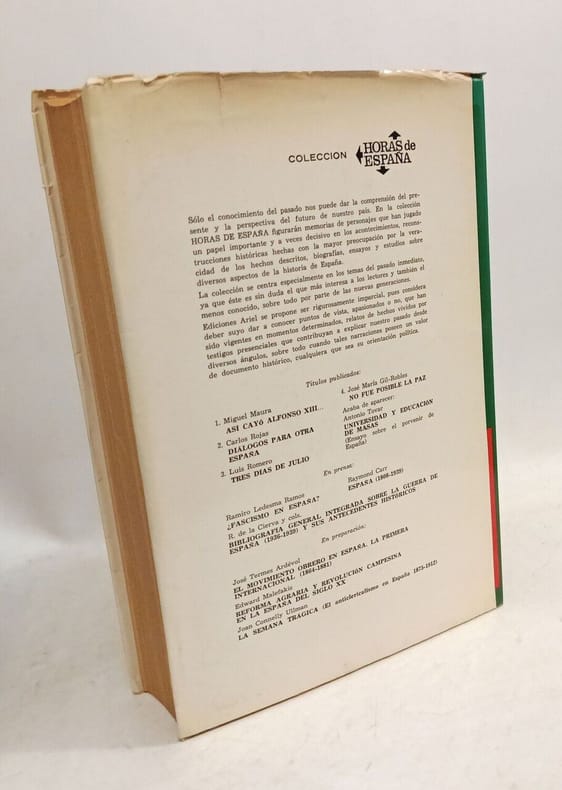 COLECCION HORAS de ESPAÑA
Sólo el conocimiento del pasado nos puede dar la comprensión del pre-
sente y la perspectiva del futuro de nuestro país. En la colección
HORAS DE ESPAÑA figurarán memorias de personajes que han jugado
un papel importante y a veces decisivo en los acontecimientos, recons-
trucciones históricas hechas con la mayor preocupación por la vera-
cidad de los hechos descritos, biografías, ensayos y estudios sobre
diversos aspectos de la historia de España.
La colección se centra especialmente en los temas del pasado inmediato,
ya que éste es sin duda el que más interesa a los lectores y también el
menos conocido, sobre todo por parte de las nuevas generaciones.
Ediciones Ariel se propone ser rigurosamente imparcial, pues considera
deber suyo dar a conocer puntos de vista, apasionados o no, que han
sido vigentes en momentos determinados, relatos de hechos vividos por
testigos presenciales que contribuyan a explicar nuestro pasado desde
diversos ángulos, sobre todo cuando tales narraciones poseen un valor
de documento histórico, cualquiera que sea su orientación política.
Títulos publicados:
1. Miguel Maura
ASI CAYÓ ALFONSO XIII...
2. Carlos Rojas
DIÁLOGOS PARA OTRA
ESPAÑA
3. Luis Romero
TRES DIAS DE JULIO
4. José María Gil-Robles
NO FUE POSIBLE LA PAZ
Acaba de aparecer:
Antonio Tovar
UNIVERSIDAD Y EDUCACIÓN
DE MASAS
(Ensayo sobre el porvenir de
España)
En prensa:
Ramiro Ledesma Ramos
¿FASCISMO EN ESPAÑA?
Raymond Carr
ESPAÑA (1808-1939)
R. de la Cierva y cols.
BIBLIOGRAFÍA GENERAL INTEGRADA SOBRE LA GUERRA DE
ESPAÑA (1936-1939) Y SUS ANTECEDENTES HISTÓRICOS
En preparación:
José Termes Ardévol
EL MOVIMIENTO OBRERO EN ESPAÑA. LA PRIMERA
INTERNACIONAL (1864-1881)
Edward Malefakis
REFORMA AGRARIA Y REVOLUCIÓN CAMPESINA
EN LA ESPAÑA DEL SIGLO XX
Joan Connelly Ullman
LA SEMANA TRAGICA (El anticlericalismo en España 1875-1912)